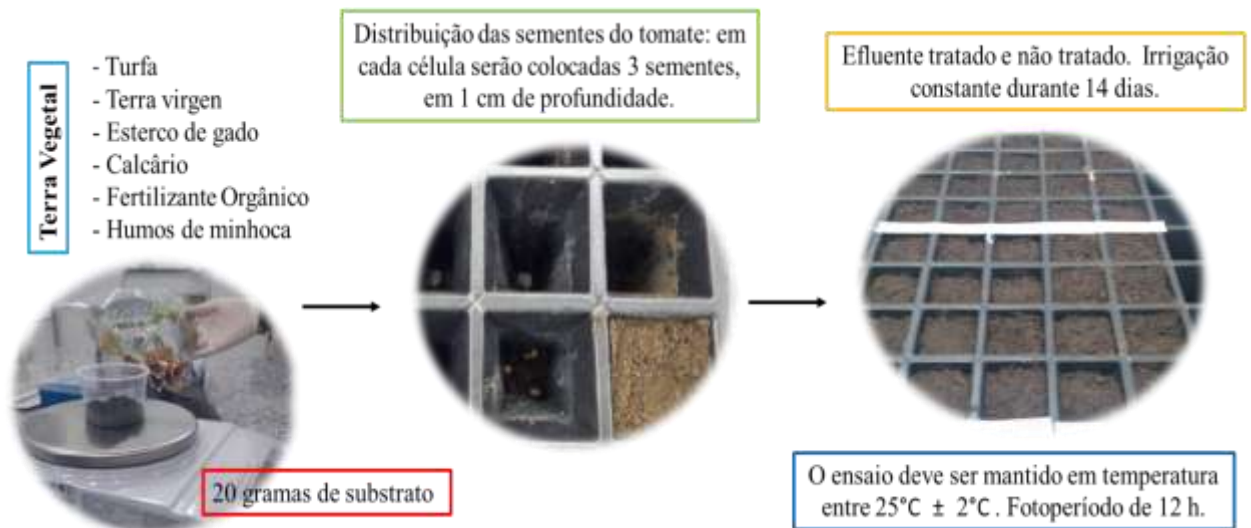 Terra Vegetal
- Turfa
- Terra virgen
- Esterco de gado
- Calcârio
- Fertilizante Orgânico
- Humos de minhoca
20 gramas de substrato
Distribuição das sementes do tomate: em
cada célula serão colocadas 3 sementes,
em 1 cm de profundidade.
Efluente tratado e não tratado. Irrigação
constante durante 14 dias.
O ensaio deve ser mantido em temperatura
entre 25°C ± 2°C . Fotoperíodo de 12 h.